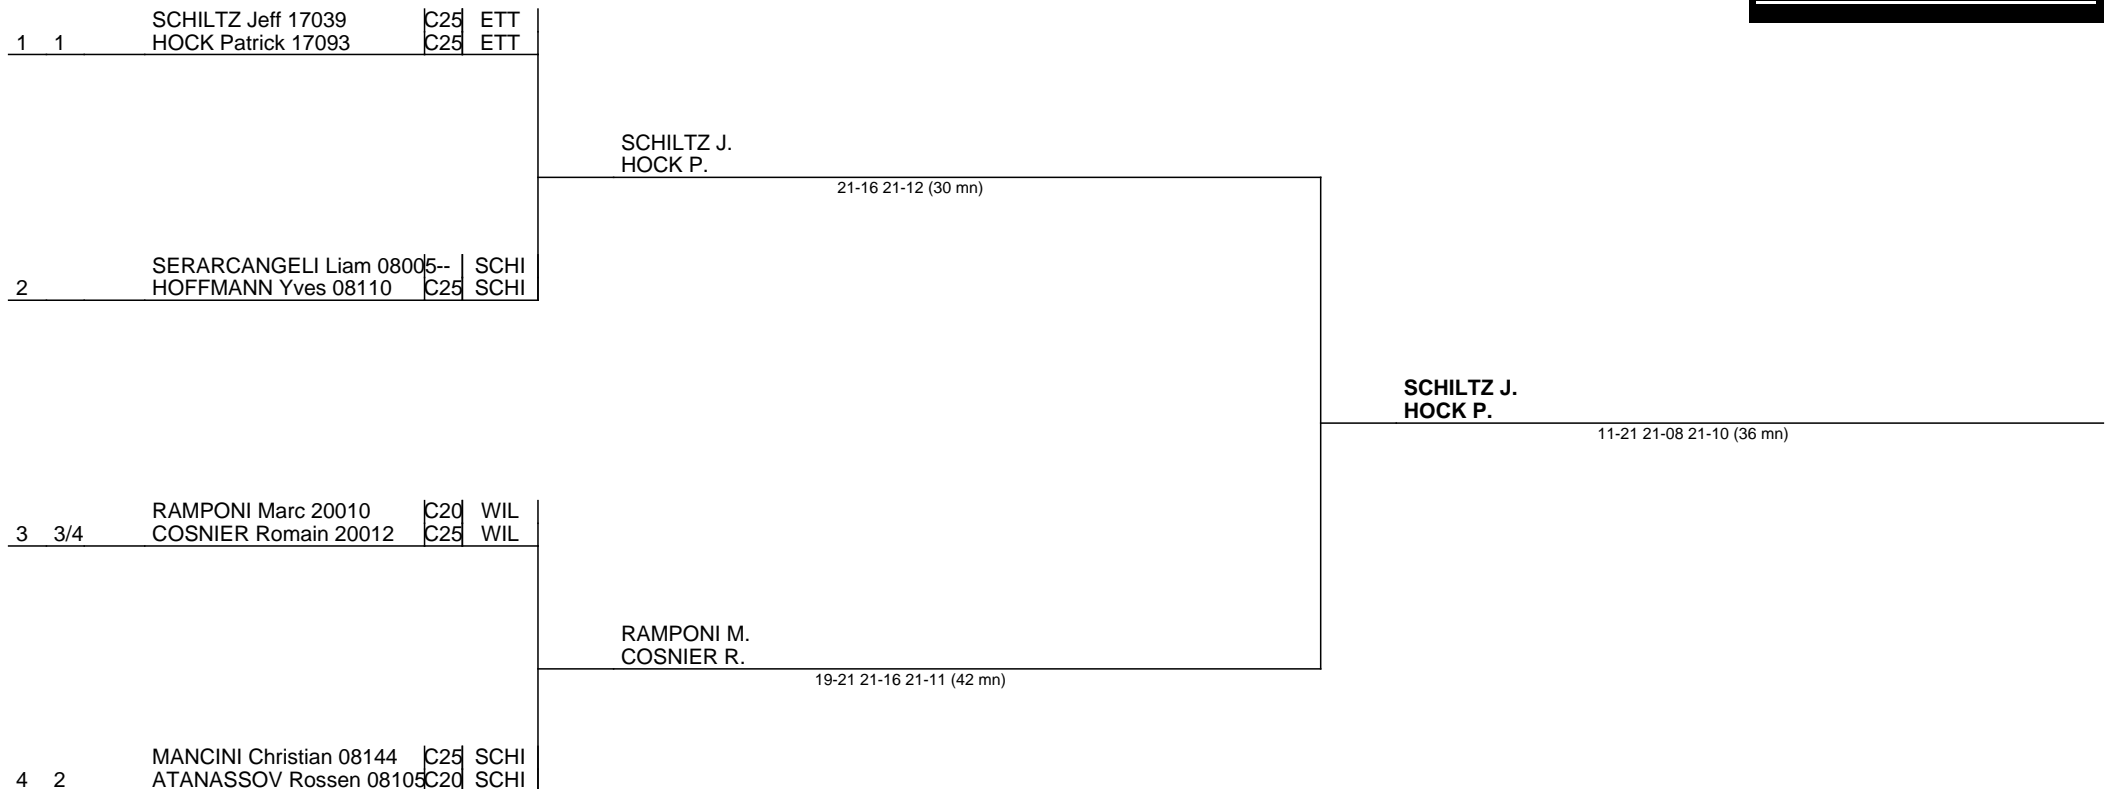 SCHILTZ Jeff 17039 C25 ETT
1 1 HOCK Patrick 17093 C25 ETT
SCHILTZ J.
HOCK P.
21-16 21-12 (30 mn)
SERARCANGELI Liam 08005-- SCHI
2 HOFFMANN Yves 08110 C25 SCHI
SCHILTZ J.
HOCK P.
11-21 21-08 21-10 (36 mn)
RAMPONI Marc 20010 C20 WIL
3 3/4 COSNIER Romain 20012 C25 WIL
RAMPONI M.
COSNIER R.
19-21 21-16 21-11 (42 mn)
MANCINI Christian 08144 C25 SCHI
4 2 ATANASSOV Rossen 08105 C20 SCHI